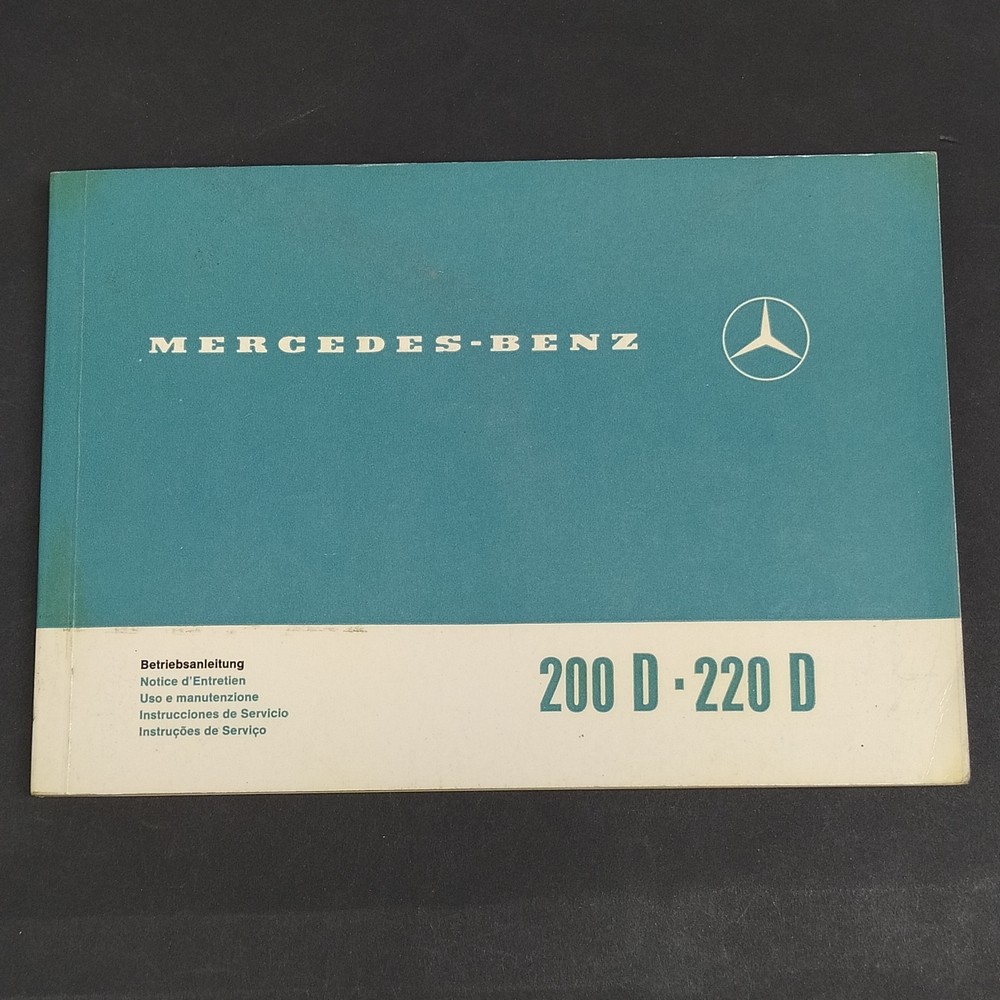 MERCEDES-BENZ
Betriebsanleitung
Notice d'Entretien
Uso e manutenzione
Instrucciones de Servicio
Instruções de Serviço
200 D · 220 D